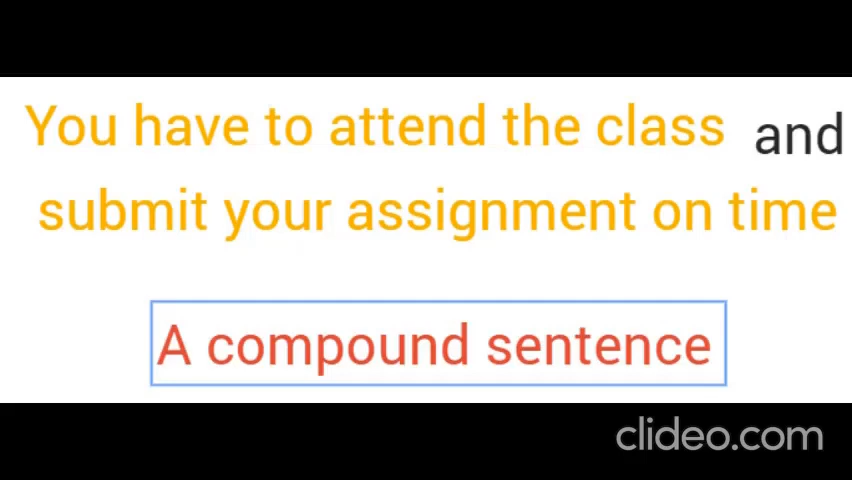 You have to attend the class and
submit your assignment on time
A compound sentence
clideo.com